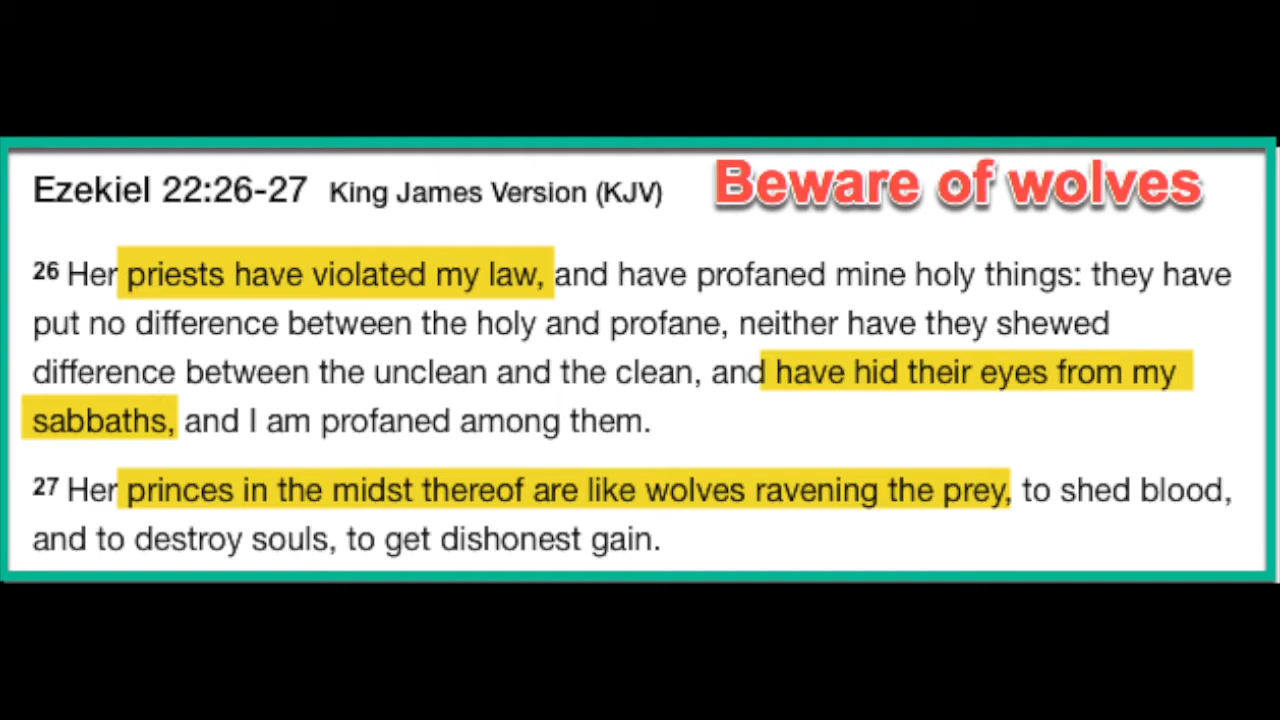 Ezekiel 22:26-27 King James Version (KJV) Beware of wolves
26 Her priests have violated my law, and have profaned mine holy things: they have
put no difference between the holy and profane, neither have they shewed
difference between the unclean and the clean, and have hid their eyes from my
sabbaths, and I am profaned among them.
27 Her princes in the midst thereof are like wolves ravening the prey, to shed blood,
and to destroy souls, to get dishonest gain.